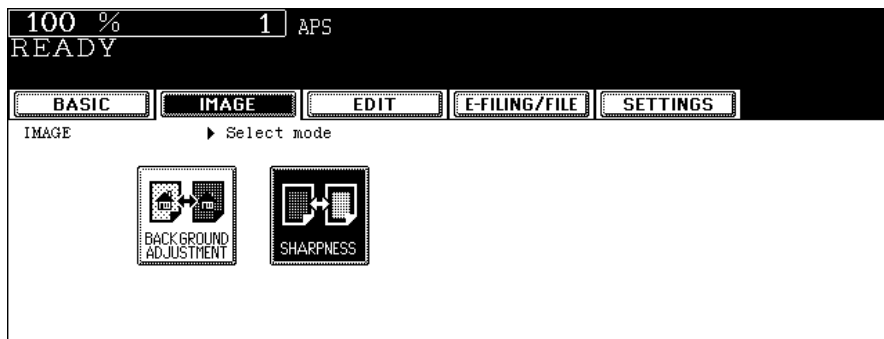 100 % 1 APS
READY
BASIC IMAGE EDIT E-FILING/FILE SETTINGS
IMAGE Select mode
BACKGROUND
ADJUSTMENT
SHARPNESS